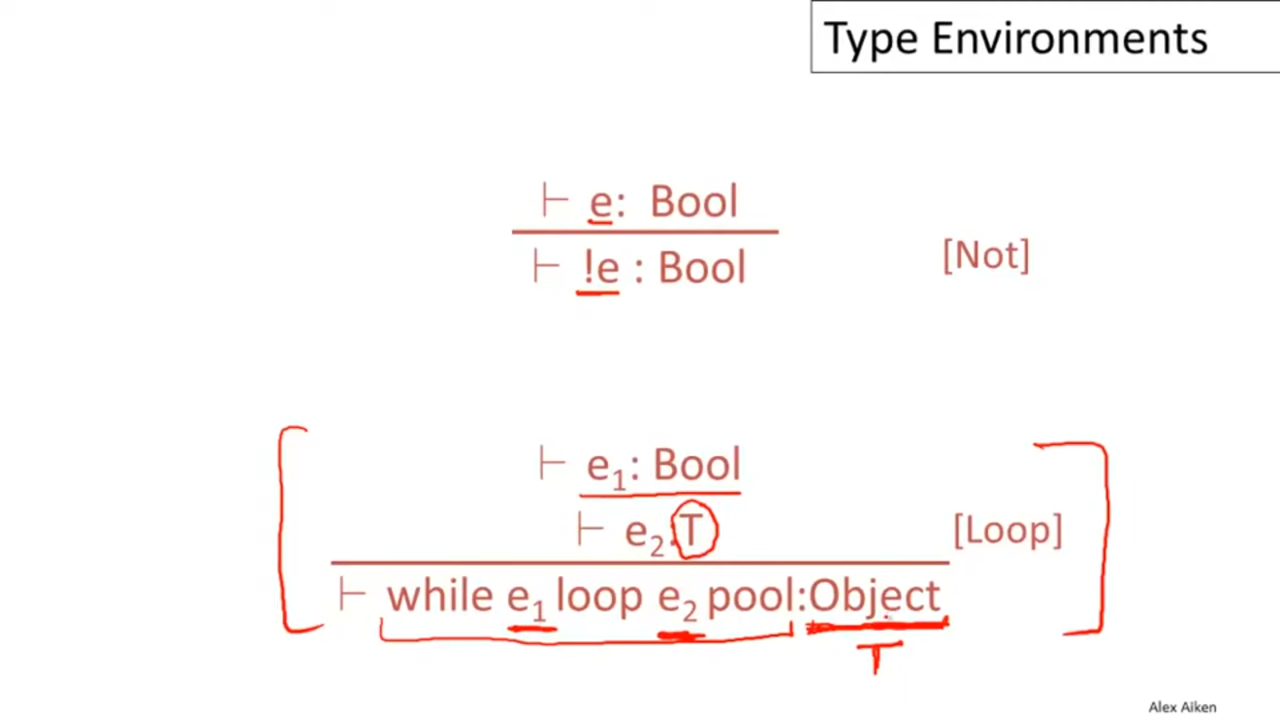 Type Environments
⊢ e: Bool
⊢ !e : Bool
[Not]
⊢ e₁: Bool
⊢ e₂:T
[Loop]
⊢ while e₁ loop e₂ pool:Object
T
Alex Aiken